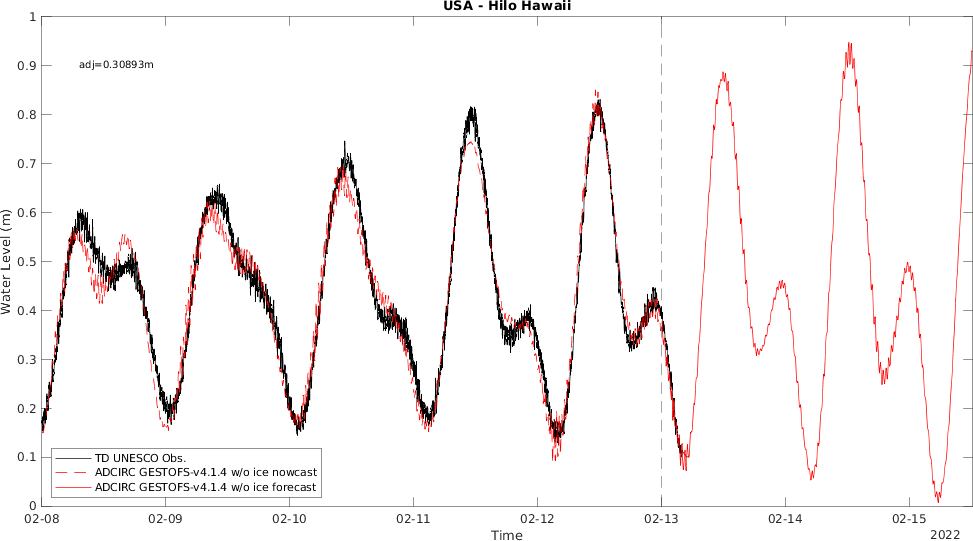 USA - Hilo Hawaii
1
0.9
0.8
0.7
0.6
0.5
0.4
0.3
0.2
0.1
0
Water Level (m)
adj=0.30893m
TD UNESCO Obs.
ADCIRC GESTOFS-v4.1.4 w/o ice nowcast
ADCIRC GESTOFS-v4.1.4 w/o ice forecast
02-08 02-09 02-10 02-11 02-12 02-13 02-14 02-15
Time
2022